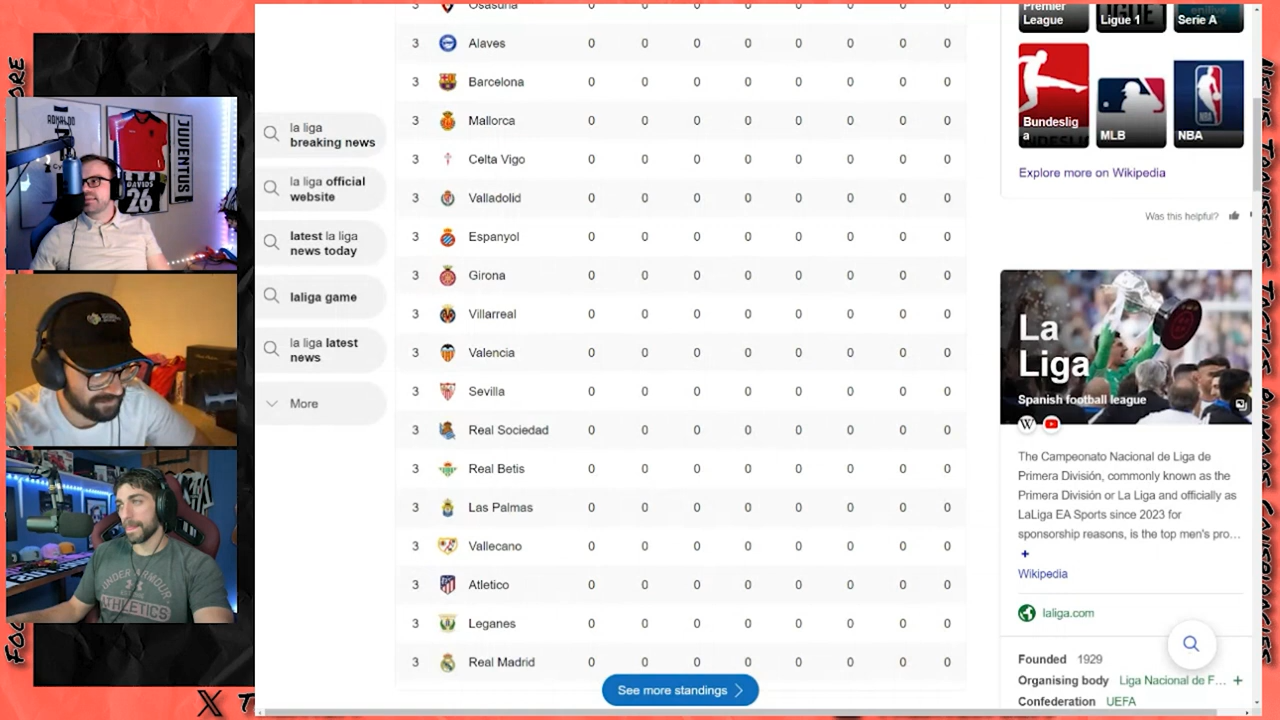 RONALDO
JUVENTUS
DAVIDS
26
UNDER ARMOUR
ATHLETICS
la liga
breaking news
la liga official
website
latest la liga
news today
laliga game
la liga latest
news
More
3 Osasuna 0 0 0 0 0 0 0 0
3 Alaves 0 0 0 0 0 0 0 0
3 Barcelona 0 0 0 0 0 0 0 0
3 Mallorca 0 0 0 0 0 0 0 0
3 Celta Vigo 0 0 0 0 0 0 0 0
3 Valladolid 0 0 0 0 0 0 0 0
3 Espanyol 0 0 0 0 0 0 0 0
3 Girona 0 0 0 0 0 0 0 0
3 Villarreal 0 0 0 0 0 0 0 0
3 Valencia 0 0 0 0 0 0 0 0
3 Sevilla 0 0 0 0 0 0 0 0
3 Real Sociedad 0 0 0 0 0 0 0 0
3 Real Betis 0 0 0 0 0 0 0 0
3 Las Palmas 0 0 0 0 0 0 0 0
3 Vallecano 0 0 0 0 0 0 0 0
3 Atletico 0 0 0 0 0 0 0 0
3 Leganes 0 0 0 0 0 0 0 0
3 Real Madrid 0 0 0 0 0 0 0 0
See more standings
Premier
League
Ligue 1
Serie A
Bundeslig
a
MLB
NBA
Explore more on Wikipedia
Was this helpful?
La
Liga
Spanish football league
W
The Campeonato Nacional de Liga de
Primera División, commonly known as the
Primera División or La Liga and officially as
LaLiga EA Sports since 2023 for
sponsorship reasons, is the top men's pro…
+
Wikipedia
laliga.com
Founded 1929
Organising body Liga Nacional de F… +
Confederation UEFA